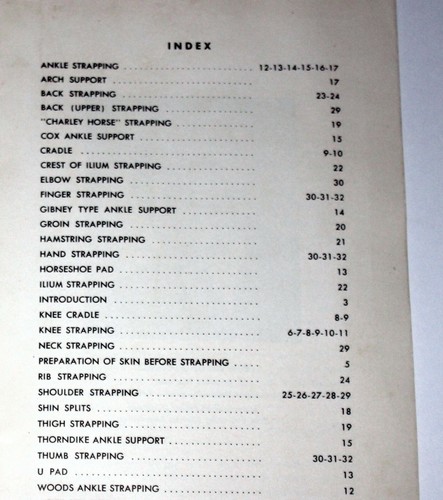 INDEX
ANKLE STRAPPING ........................ 12-13-14-15-16-17
ARCH SUPPORT ........................ 17
BACK STRAPPING ........................ 23-24
BACK (UPPER) STRAPPING ........................ 29
"CHARLEY HORSE" STRAPPING ........................ 19
COX ANKLE SUPPORT ........................ 15
CRADLE ........................ 9-10
CREST OF ILIUM STRAPPING ........................ 22
ELBOW STRAPPING ........................ 30
FINGER STRAPPING ........................ 30-31-32
GIBNEY TYPE ANKLE SUPPORT ........................ 14
GROIN STRAPPING ........................ 20
HAMSTRING STRAPPING ........................ 21
HAND STRAPPING ........................ 30-31-32
HORSESHOE PAD ........................ 13
ILIUM STRAPPING ........................ 22
INTRODUCTION ........................ 3
KNEE CRADLE ........................ 8-9
KNEE STRAPPING ........................ 6-7-8-9-10-11
NECK STRAPPING ........................ 29
PREPARATION OF SKIN BEFORE STRAPPING ..... 5
RIB STRAPPING ........................ 24
SHOULDER STRAPPING ........................ 25-26-27-28-29
SHIN SPLITS ........................ 18
THIGH STRAPPING ........................ 19
THORNDIKE ANKLE SUPPORT ........................ 15
THUMB STRAPPING ........................ 30-31-32
U PAD ........................ 13
WOODS ANKLE STRAPPING ........................ 12